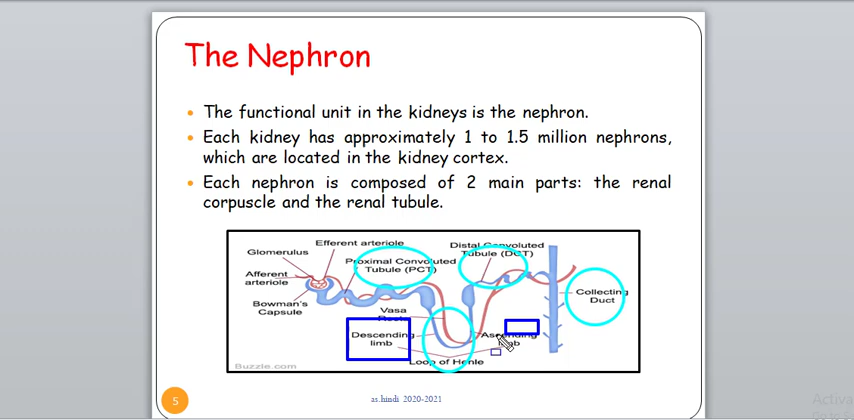 The Nephron
• The functional unit in the kidneys is the nephron.
• Each kidney has approximately 1 to 1.5 million nephrons,
which are located in the kidney cortex.
• Each nephron is composed of 2 main parts: the renal
corpuscle and the renal tubule.
Efferent arteriole
Glomerulus
Proximal Convoluted
Tubule (PCT)
Distal Convoluted
Tubule (DCT)
Afferent
arteriole
Bowman's
Capsule
Collecting
Duct
Vasa
Descending
limb
Loop of Henle
Buzzle.com
5
as.hindi 2020-2021
Activa